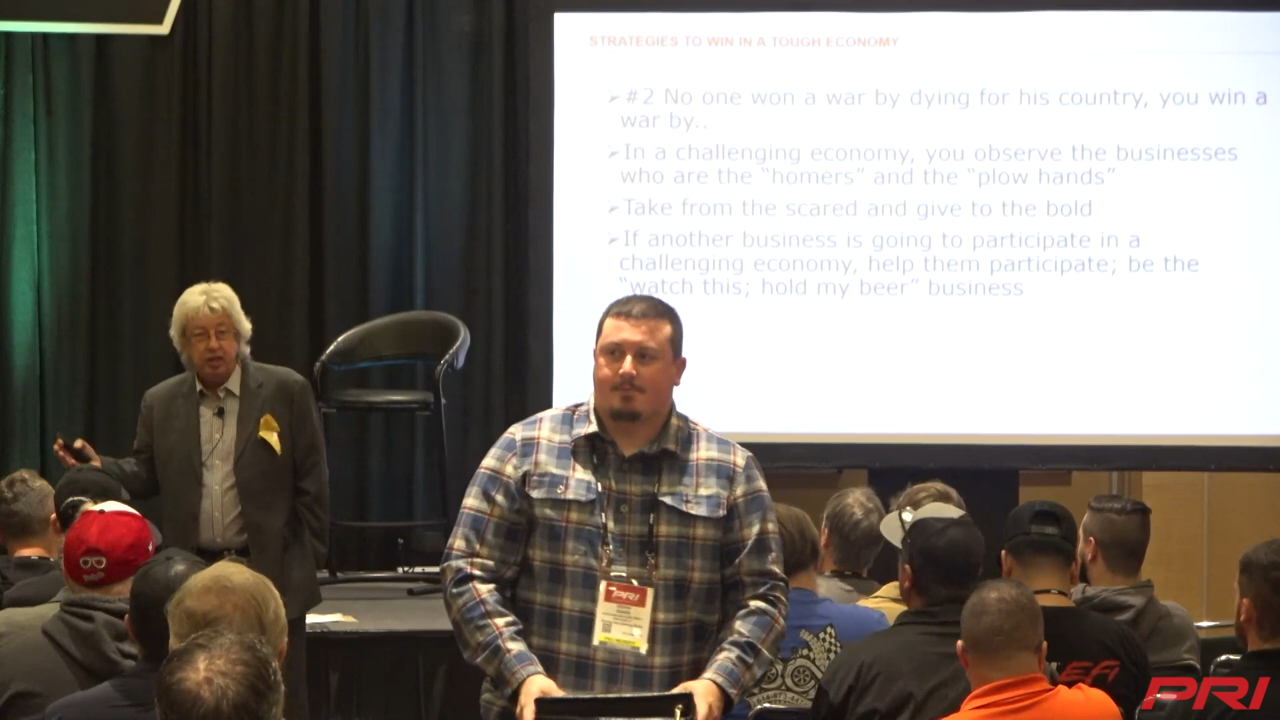 STRATEGIES TO WIN IN A TOUGH ECONOMY
➢#2 No one won a war by dying for his country, you win a
war by..
➢In a challenging economy, you observe the businesses
who are the “homers” and the “plow hands”
➢Take from the scared and give to the bold
➢If another business is going to participate in a
challenging economy, help them participate; be the
“watch this; hold my beer” business
PRI
EFI
PRI